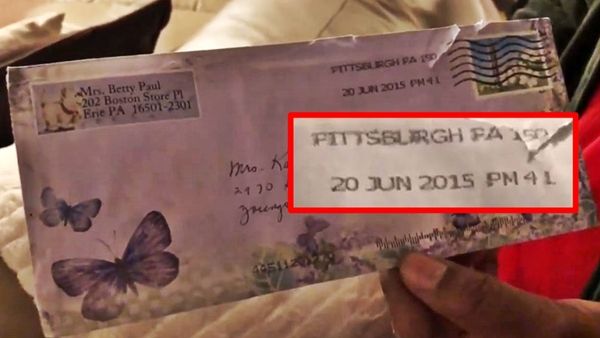 PITTSBURGH PA 150
20 JUN 2015 PM 4 L
Mrs. Betty Paul
202 Boston Store Pl
Erie PA 16501-2301
Mrs.
2970
PITTSBURGH PA 150
20 JUN 2015 PM 4 L